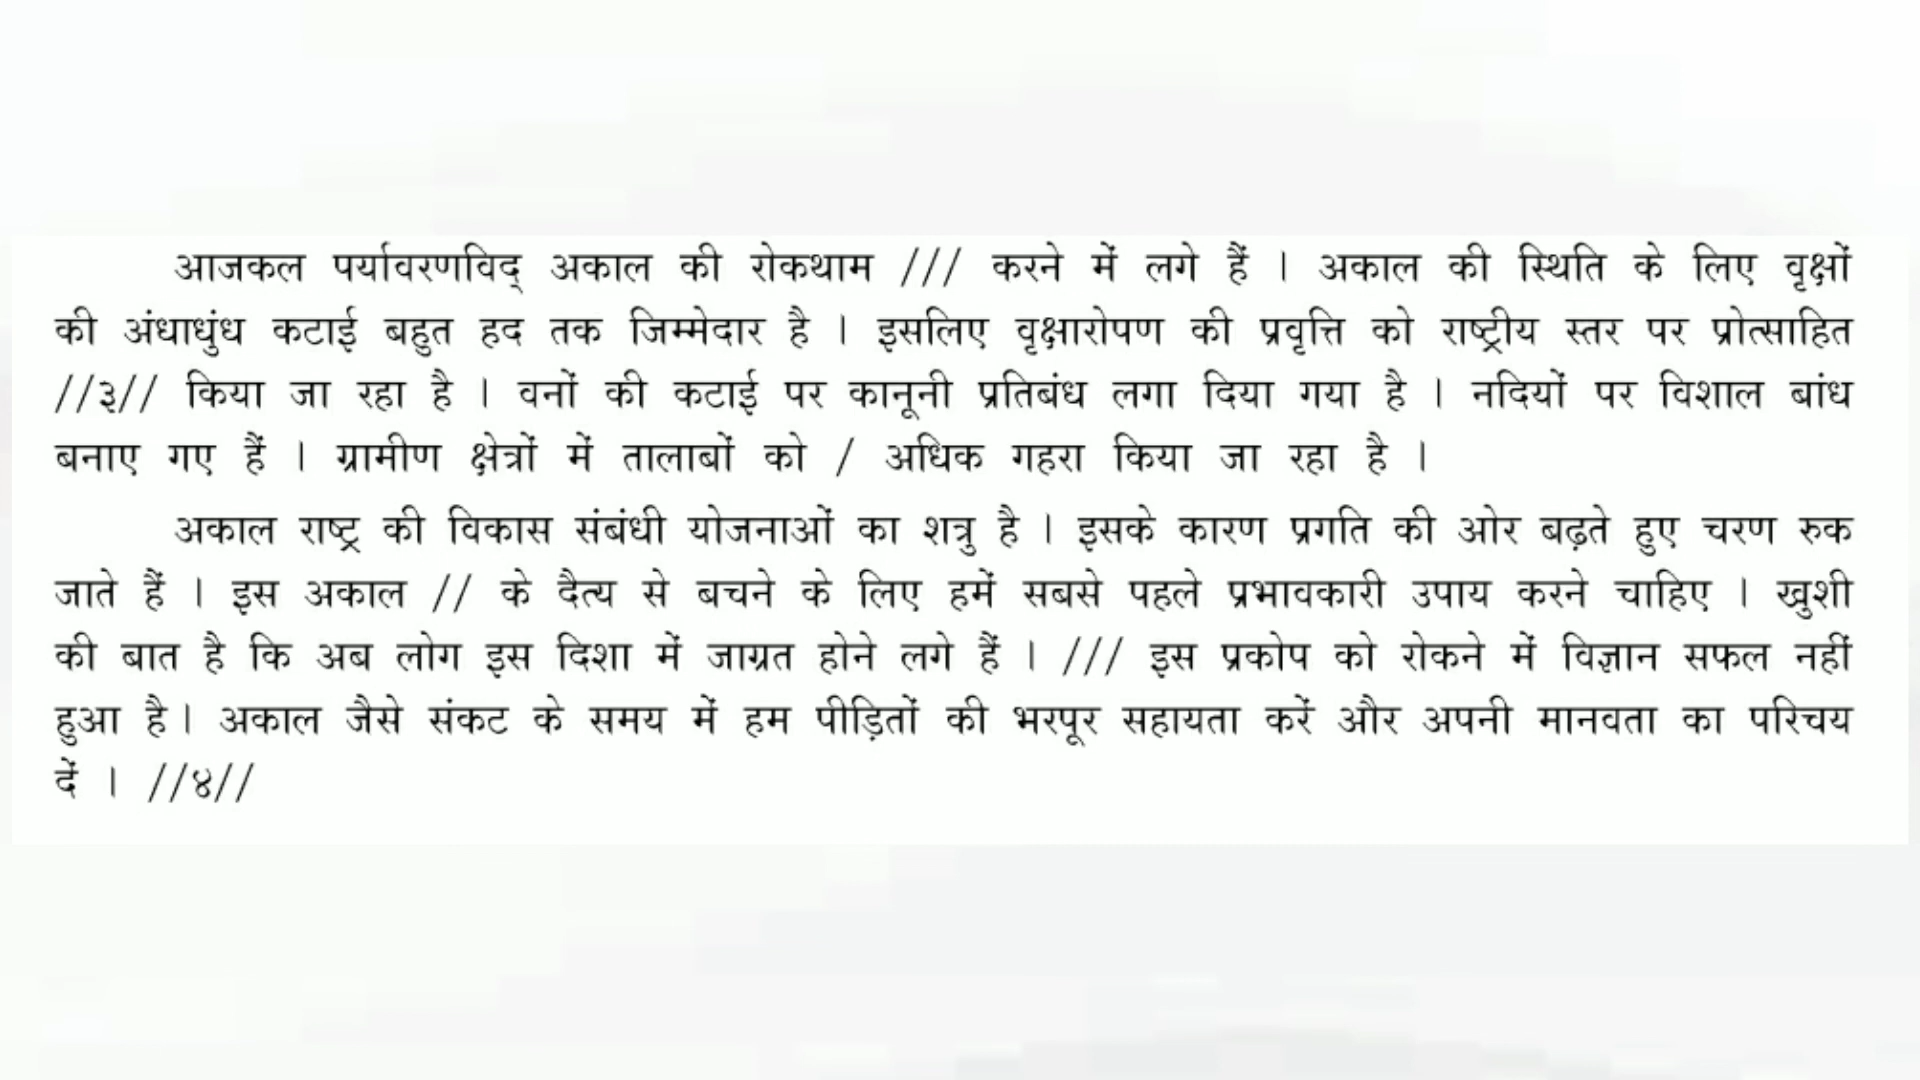 आजकल पर्यावरणविद् अकाल की रोकथाम /// करने में लगे हैं । अकाल की स्थिति के लिए वृक्षों
की अंधाधुंध कटाई बहुत हद तक जिम्मेदार है । इसलिए वृक्षारोपण की प्रवृत्ति को राष्ट्रीय स्तर पर प्रोत्साहित
//३// किया जा रहा है । वनों की कटाई पर कानूनी प्रतिबंध लगा दिया गया है । नदियों पर विशाल बांध
बनाए गए हैं । ग्रामीण क्षेत्रों में तालाबों को / अधिक गहरा किया जा रहा है ।
अकाल राष्ट्र की विकास संबंधी योजनाओं का शत्रु है । इसके कारण प्रगति की ओर बढ़ते हुए चरण रुक
जाते हैं । इस अकाल // के दैत्य से बचने के लिए हमें सबसे पहले प्रभावकारी उपाय करने चाहिए । खुशी
की बात है कि अब लोग इस दिशा में जाग्रत होने लगे हैं । /// इस प्रकोप को रोकने में विज्ञान सफल नहीं
हुआ है। अकाल जैसे संकट के समय में हम पीड़ितों की भरपूर सहायता करें और अपनी मानवता का परिचय
दें । //४//